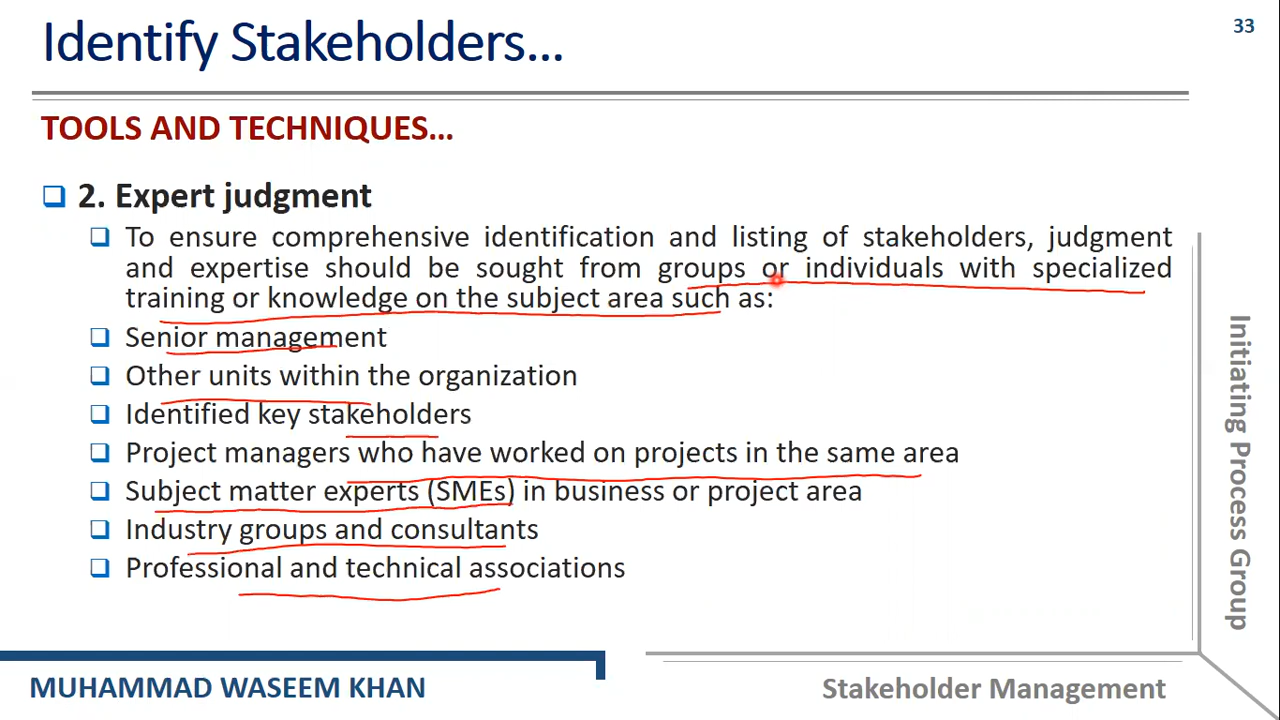 Identify Stakeholders...
33
TOOLS AND TECHNIQUES...
2. Expert judgment
To ensure comprehensive identification and listing of stakeholders, judgment
and expertise should be sought from groups or individuals with specialized
training or knowledge on the subject area such as:
Senior management
Other units within the organization
Identified key stakeholders
Project managers who have worked on projects in the same area
Subject matter experts (SMEs) in business or project area
Industry groups and consultants
Professional and technical associations
Initiating Process Group
MUHAMMAD WASEEM KHAN
Stakeholder Management